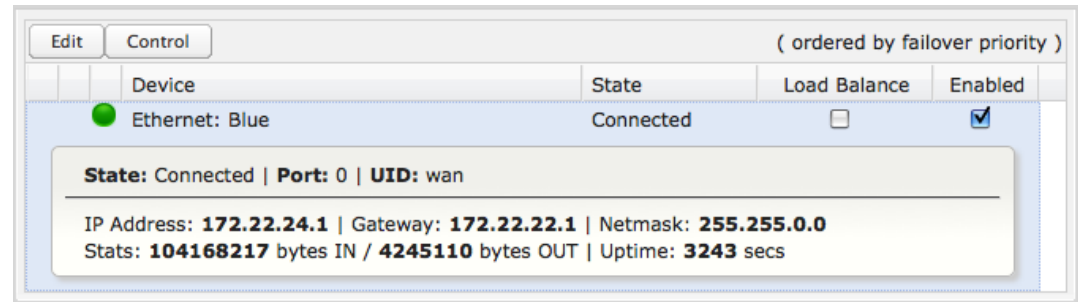 Edit Control ( ordered by failover priority )
Device State Load Balance Enabled
Ethernet: Blue Connected
State: Connected | Port: 0 | UID: wan
IP Address: 172.22.24.1 | Gateway: 172.22.22.1 | Netmask: 255.255.0.0
Stats: 104168217 bytes IN / 4245110 bytes OUT | Uptime: 3243 secs